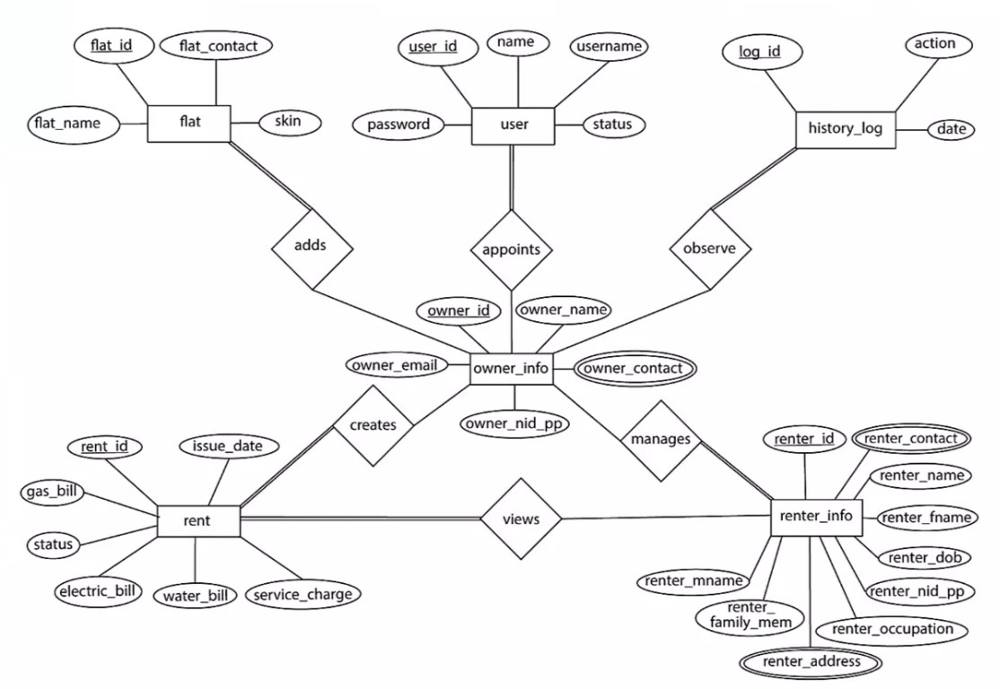 flat_id
flat_contact
flat_name
flat
skin
user_id
name
username
password
user
status
log_id
action
history_log
date
adds
appoints
observe
owner_id
owner_name
owner_email
owner_info
owner_contact
owner_nid_pp
creates
manages
rent_id
issue_date
gas_bill
rent
status
electric_bill
water_bill
service_charge
views
renter_id
renter_contact
renter_name
renter_info
renter_fname
renter_dob
renter_mname
renter_nid_pp
renter_
family_mem
renter_occupation
renter_address